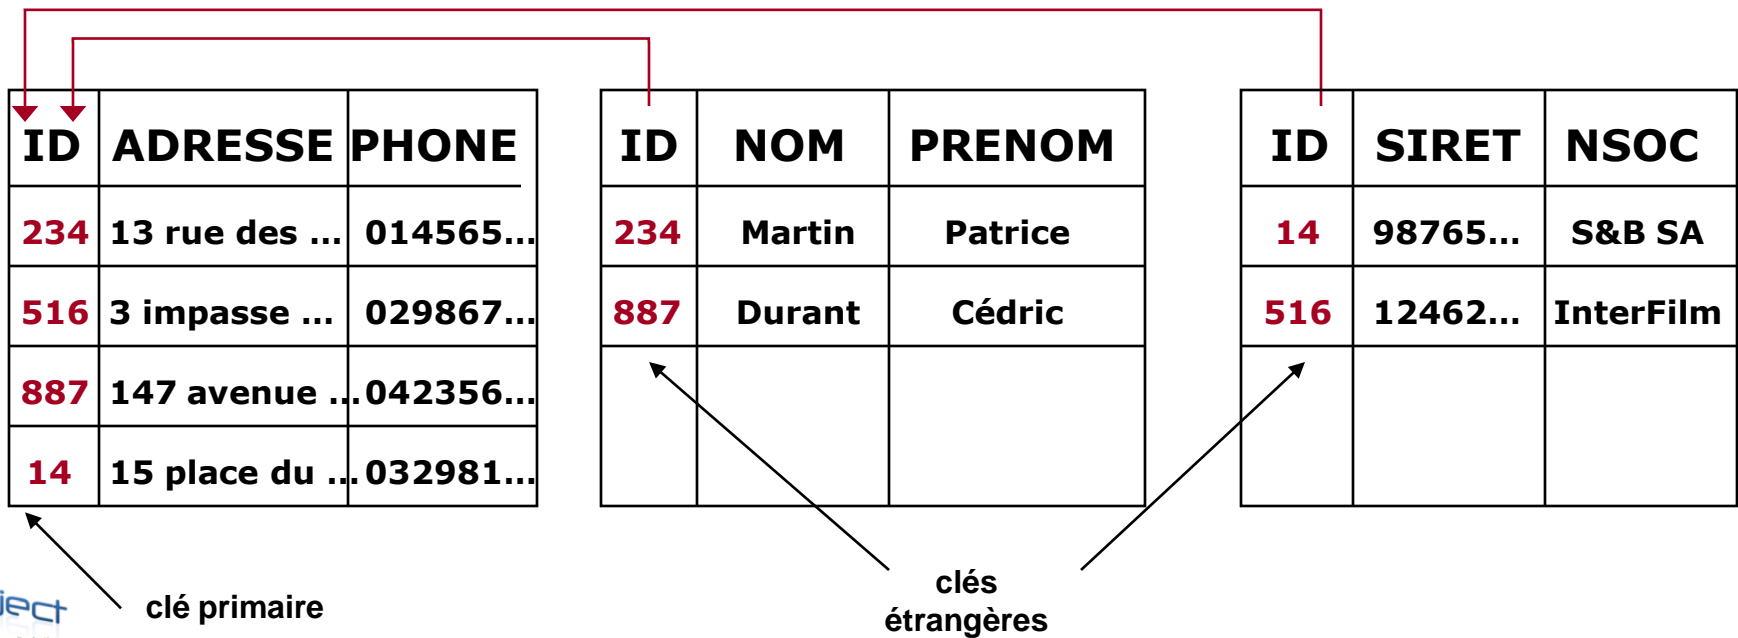 ID ADRESSE PHONE
234 13 rue des ... 014565...
516 3 impasse ... 029867...
887 147 avenue ... 042356...
14 15 place du ... 032981...
ID NOM PRENOM
234 Martin Patrice
887 Durant Cédric
ID SIRET NSOC
14 98765... S&B SA
516 12462... InterFilm
clé primaire
clés
étrangères